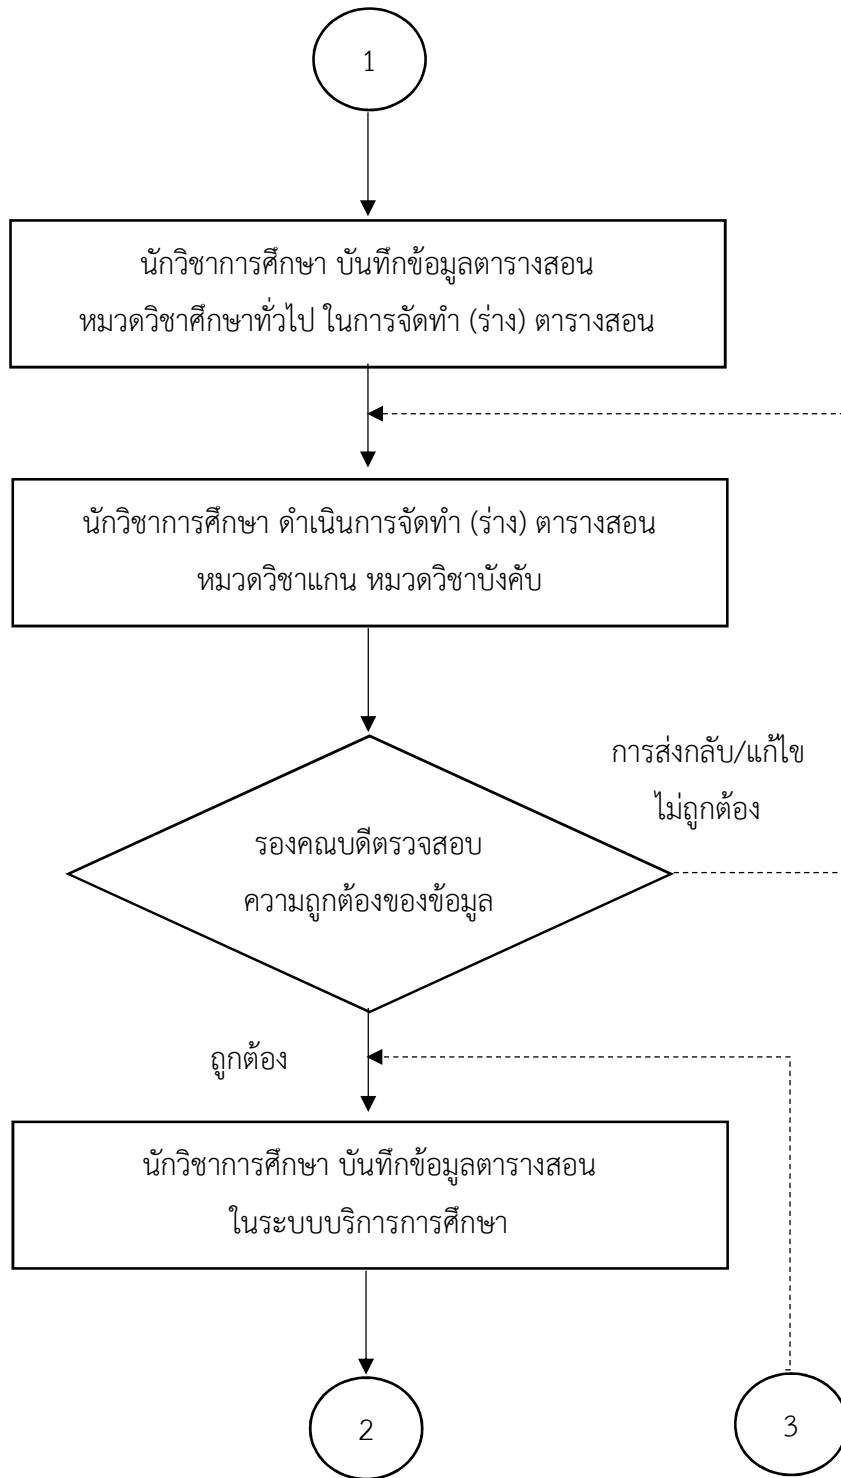 1
นักวิชาการศึกษา บันทึกข้อมูลตารางสอน
หมวดวิชาศึกษาทั่วไป ในการจัดทำ (ร่าง) ตารางสอน
นักวิชาการศึกษา ดำเนินการจัดทำ (ร่าง) ตารางสอน
หมวดวิชาแกน หมวดวิชาบังคับ
การส่งกลับ/แก้ไข
ไม่ถูกต้อง
รองคณบดีตรวจสอบ
ความถูกต้องของข้อมูล
ถูกต้อง
นักวิชาการศึกษา บันทึกข้อมูลตารางสอน
ในระบบบริการการศึกษา
2
3